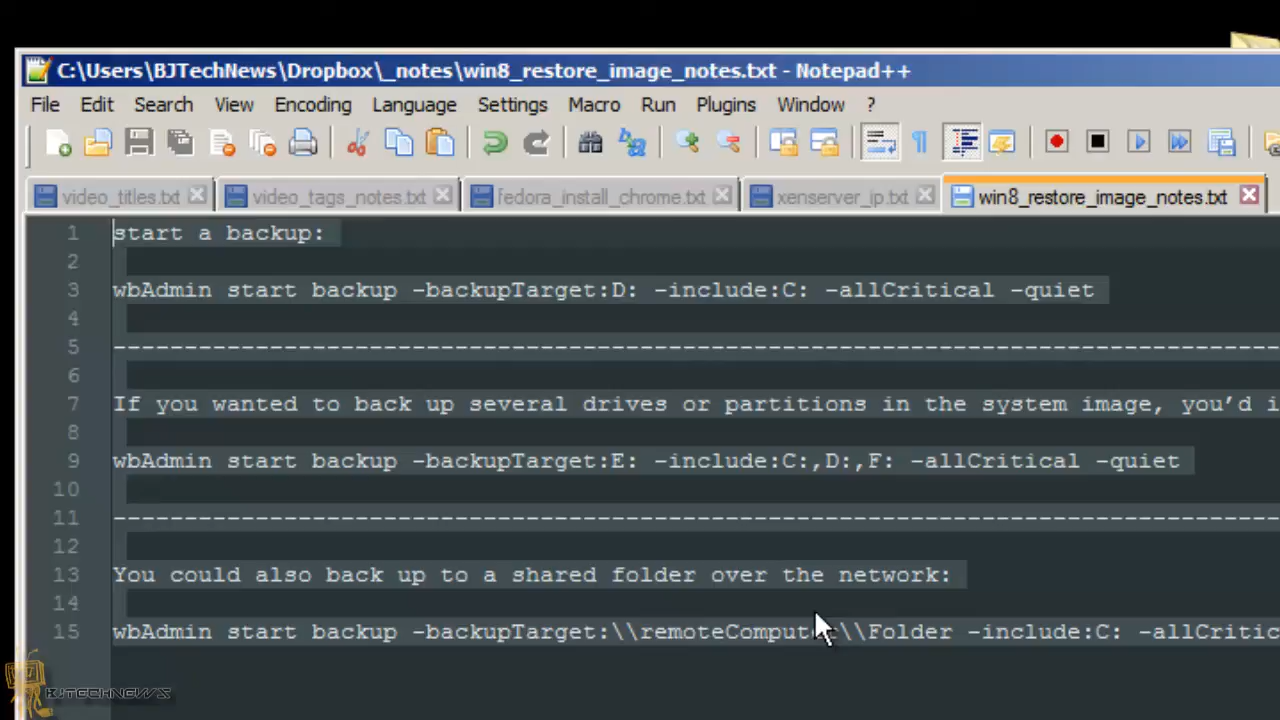 C:\Users\BJTechNews\Dropbox\_notes\win8_restore_image_notes.txt - Notepad++
File Edit Search View Encoding Language Settings Macro Run Plugins Window ?
video_titles.txt video_tags_notes.txt fedora_install_chrome.txt xenserver_ip.txt win8_restore_image_notes.txt
1 start a backup:
2
3 wbAdmin start backup -backupTarget:D: -include:C: -allCritical -quiet
4
5 ----------------------------------------------------------------------------------
6
7 If you wanted to back up several drives or partitions in the system image, you’d i
8
9 wbAdmin start backup -backupTarget:E: -include:C:,D:,F: -allCritical -quiet
10
11 ----------------------------------------------------------------------------------
12
13 You could also back up to a shared folder over the network:
14
15 wbAdmin start backup -backupTarget:\\remoteComputer\\Folder -include:C: -allCritic
BJTECHNEWS